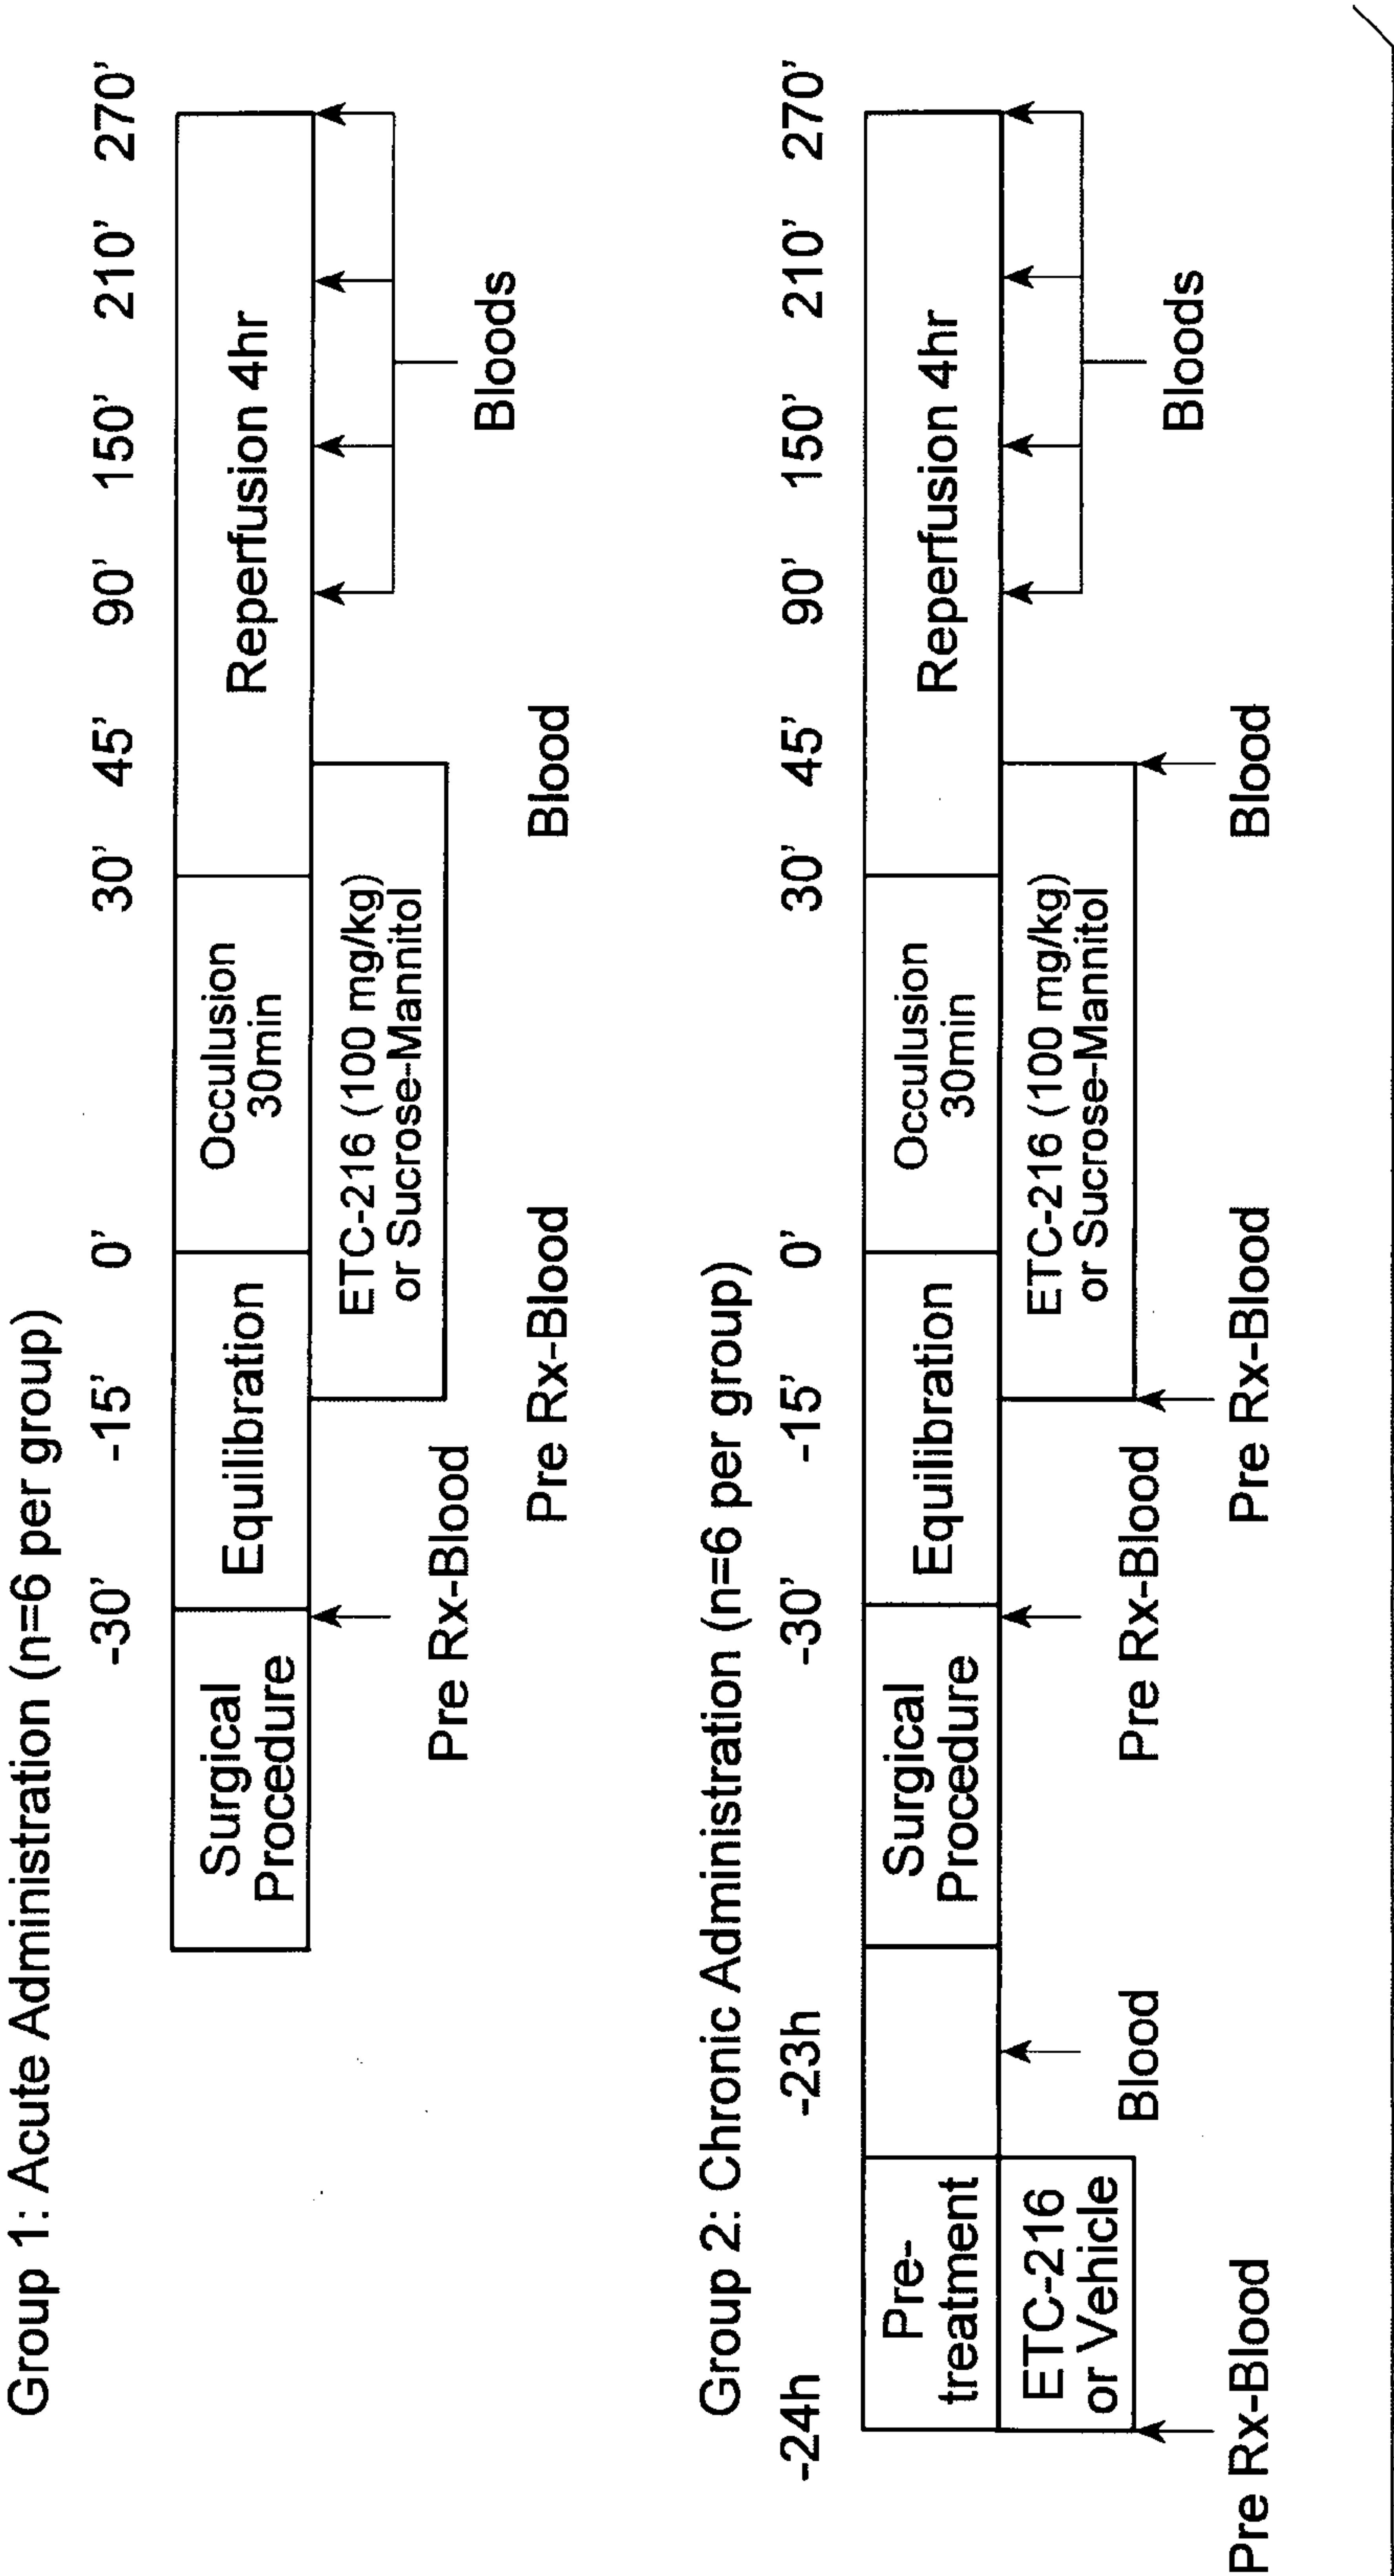 Group 1: Acute Administration (n=6 per group)
-30' -15' 0' 30' 45' 90' 150' 210' 270'
Surgical
Procedure
Equilibration
Occulusion
30min
Reperfusion 4hr
ETC-216 (100 mg/kg)
or Sucrose-Mannitol
Pre Rx-Blood
Bloods
Pre Rx-Blood
Blood
Group 2: Chronic Administration (n=6 per group)
-24h -23h -30' -15' 0' 30' 45' 90' 150' 210' 270'
Pre-
treatment
Surgical
Procedure
Equilibration
Occulusion
30min
Reperfusion 4hr
ETC-216
or Vehicle
ETC-216 (100 mg/kg)
or Sucrose-Mannitol
Blood
Pre Rx-Blood
Bloods
Pre Rx-Blood
Pre Rx-Blood
Blood